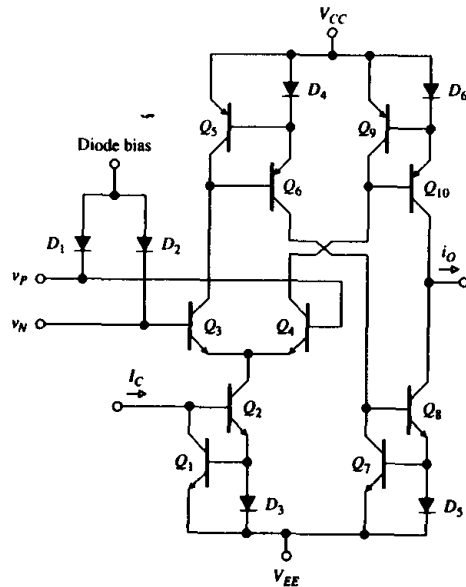 V_CC
D_4
D_6
Q_5
Q_9
Diode bias
Q_6
Q_10
D_1
D_2
i_O
v_P
v_N
Q_3
Q_4
I_C
Q_2
Q_8
Q_1
Q_7
D_3
D_5
V_EE